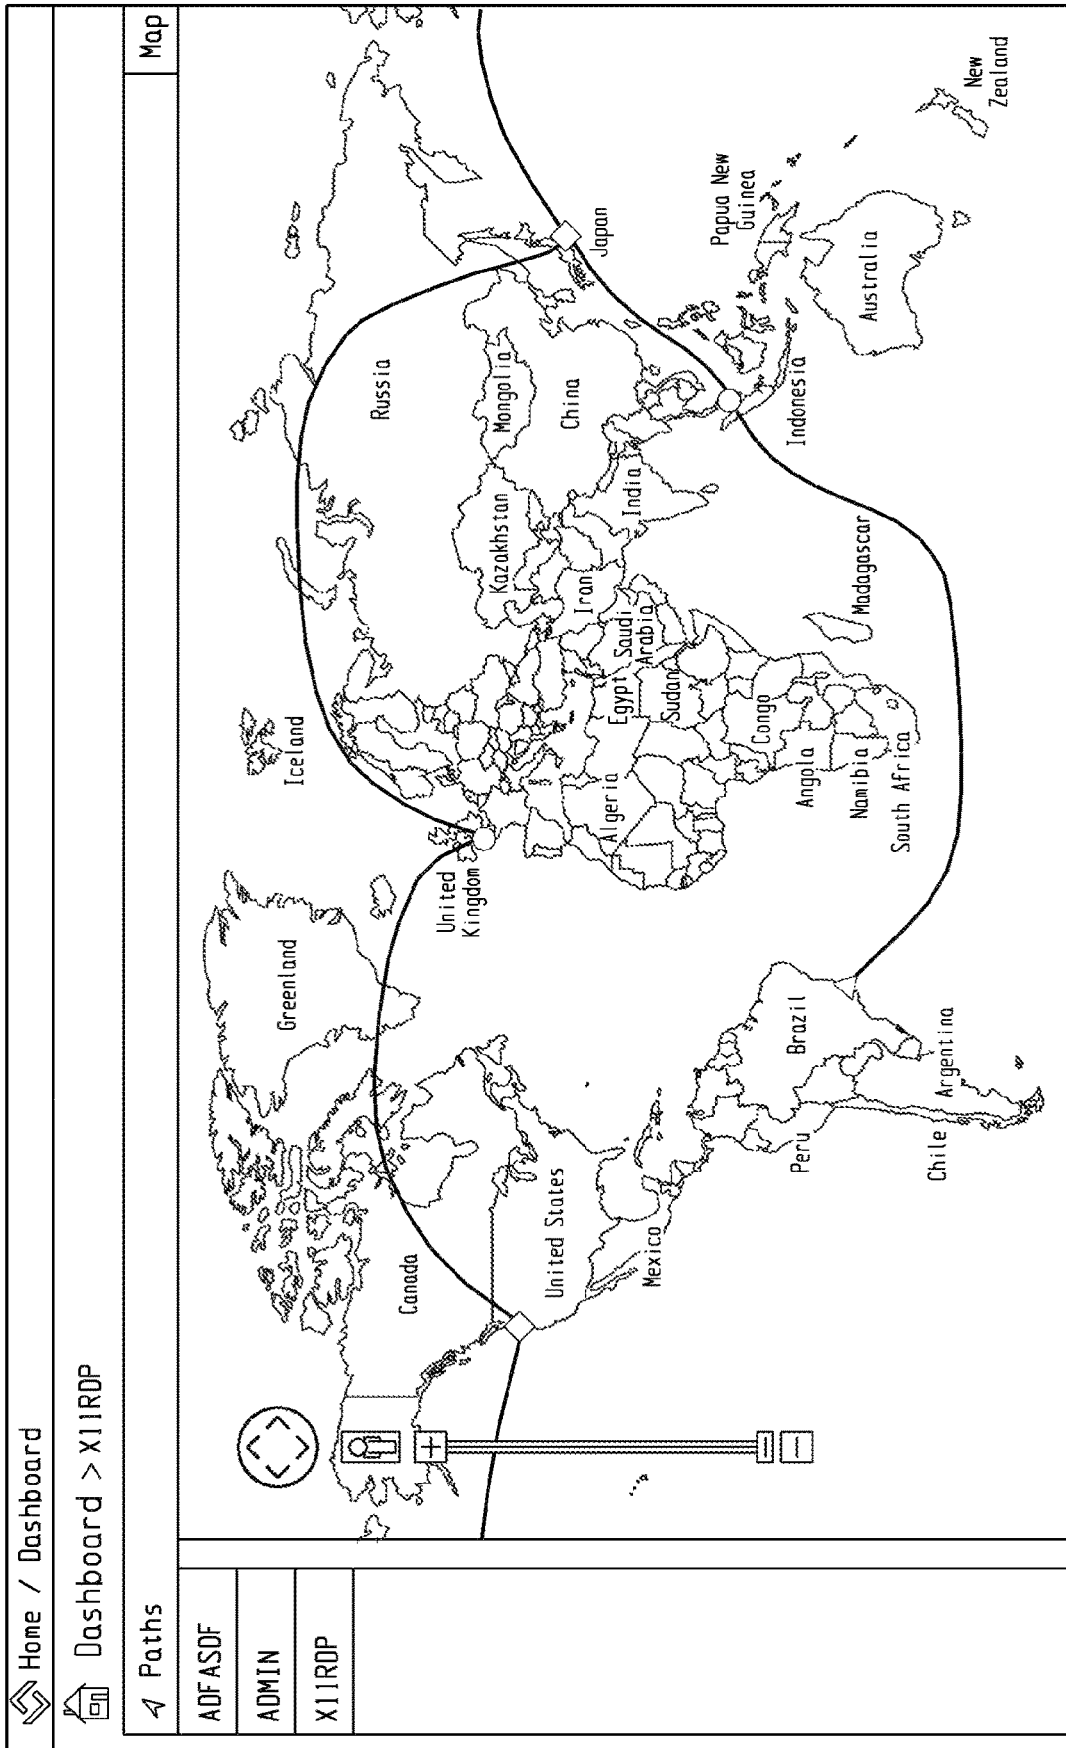 Home / Dashboard
Dashboard > X11RDP
Paths
Map
ADFASDF
ADMIN
X11RDP
Greenland
Iceland
Russia
Canada
United
Kingdom
Kazakhstan
Mongolia
China
Japan
United States
Mexico
Algeria
Egypt
Saudi
Arabia
Iran
India
Sudan
Congo
Angola
Namibia
South Africa
Madagascar
Indonesia
Papua New
Guinea
Australia
New
Zealand
Brazil
Peru
Chile
Argentina